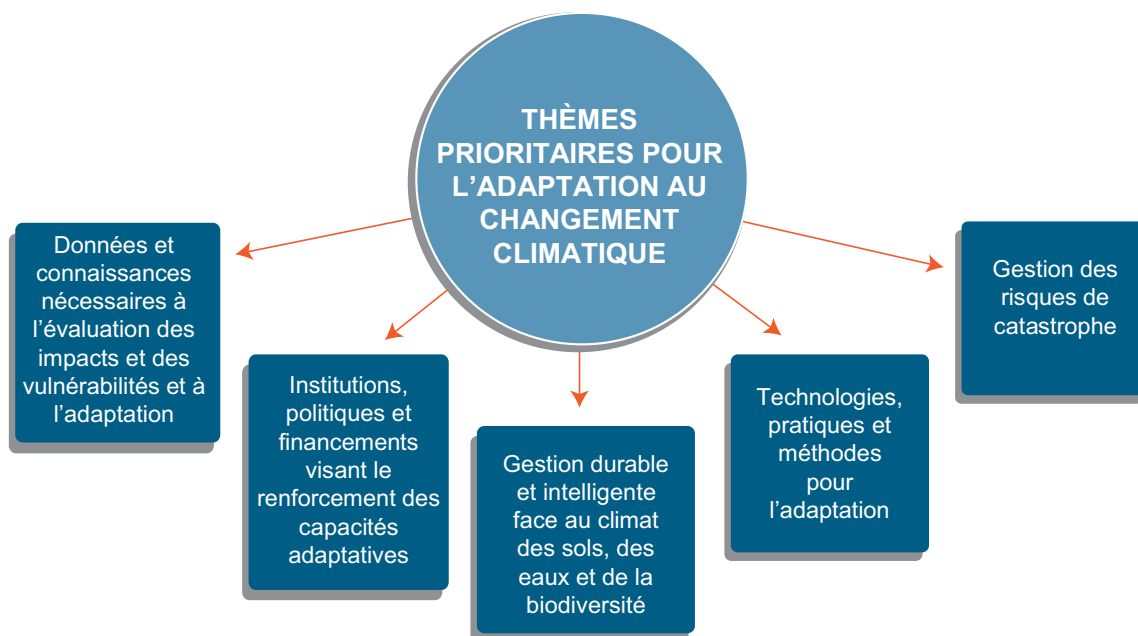 THÈMES
PRIORITAIRES POUR
L’ADAPTATION AU
CHANGEMENT
CLIMATIQUE
Données et
connaissances
nécessaires à
l’évaluation des
impacts et des
vulnérabilités et à
l’adaptation
Institutions,
politiques et
financements
visant le
renforcement des
capacités
adaptatives
Gestion durable
et intelligente
face au climat
des sols, des
eaux et de la
biodiversité
Technologies,
pratiques et
méthodes
pour
l’adaptation
Gestion des
risques de
catastrophe